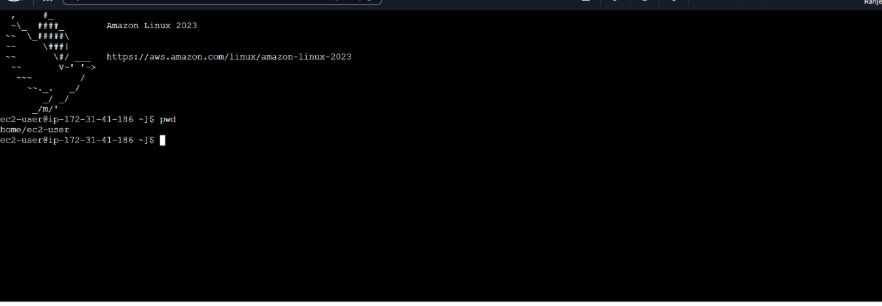 Ranje
   ,     #_
   ~\_  ####_        Amazon Linux 2023
  ~~  \_#####\
  ~~     \###|
  ~~       \#/ ___   https://aws.amazon.com/linux/amazon-linux-2023
   ~~       V~' '->
    ~~~         /
      ~~._.   _/
         _/ _/
       _/m/'
ec2-user@ip-172-31-41-186 ~]$ pwd
home/ec2-user
ec2-user@ip-172-31-41-186 ~]$